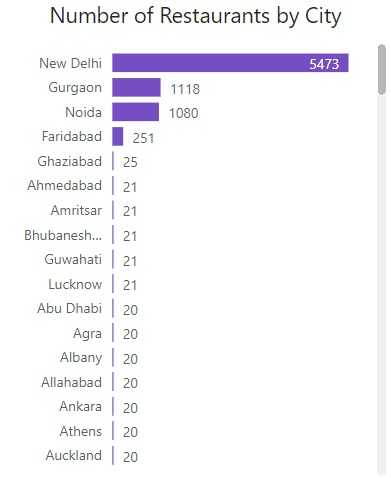 Number of Restaurants by City
New Delhi 5473
Gurgaon 1118
Noida 1080
Faridabad 251
Ghaziabad 25
Ahmedabad 21
Amritsar 21
Bhubanesh... 21
Guwahati 21
Lucknow 21
Abu Dhabi 20
Agra 20
Albany 20
Allahabad 20
Ankara 20
Athens 20
Auckland 20